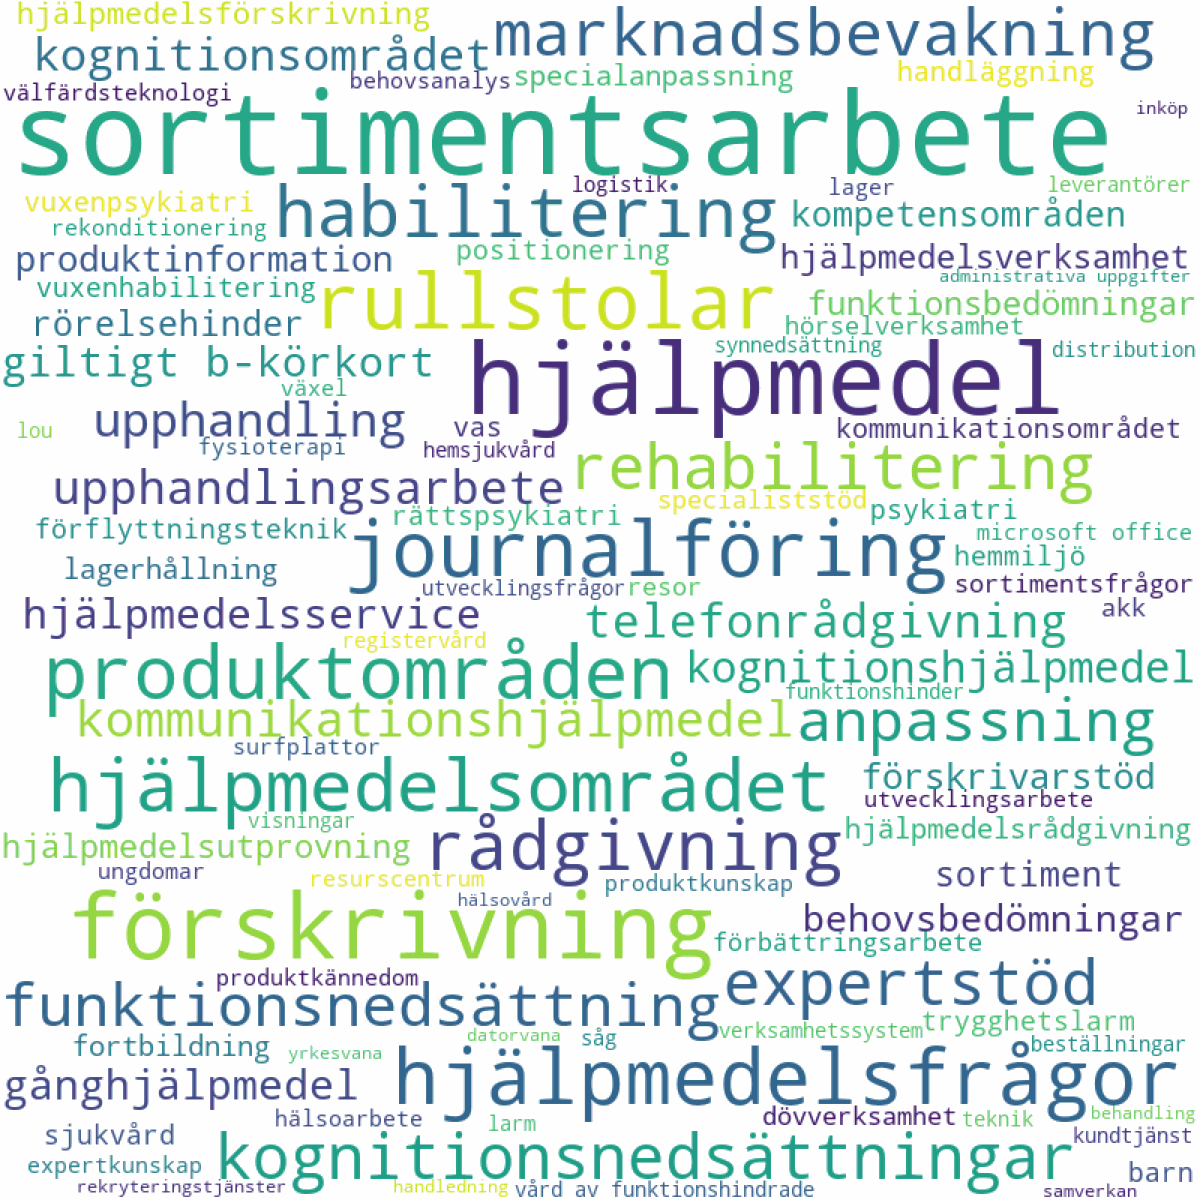 hjälpmedelsförskrivning
marknadsbevakning
kognitionsområdet
behovsanalys
specialanpassning
handläggning
välfärdsteknologi
inköp
sortimentsarbete
logistik
lager
leverantörer
vuxenpsykiatri
habilitering
kompetensområden
rekonditionering
positionering
produktinformation
hjälpmedelsverksamhet
administrativa uppgifter
vuxenhabilitering
rullstolar
funktionsbedömningar
rörelsehinder
hörselverksamhet
synnedsättning
distribution
giltigt b-körkort
hjälpmedel
växel
upphandling
vas
kommunikationsområdet
lou
fysioterapi
hemsjukvård
rehabilitering
upphandlingsarbete
specialiststöd
psykiatri
rättspsykiatri
förflyttningsteknik
journalföring
microsoft office
hemmiljö
lagerhållning
utvecklingsfrågor
resor
sortimentsfrågor
akk
hjälpmedelsservice
telefonrådgivning
registervård
produktområden
kognitionshjälpmedel
funktionshinder
kommunikationshjälpmedel
anpassning
surfplattor
hjälpmedelsområdet
förskrivarstöd
utvecklingsarbete
visningar
rådgivning
hjälpmedelsrådgivning
hjälpmedelsutprovning
ungdomar
resurscentrum
produktkunskap
sortiment
hälsovård
förskrivning
behovsbedömningar
förbättringsarbete
produktkännedom
expertstöd
funktionsnedsättning
trygghetslarm
verksamhetssystem
datorvana
såg
fortbildning
yrkesvana
beställningar
gånghjälpmedel
hjälpmedelsfrågor
hälsoarbete
larm
dövverksamhet
teknik
behandling
sjukvård
kognitionsnedsättningar
kundtjänst
expertkunskap
barn
rekryteringstjänster
handledning
vård av funktionshindrade
samverkan